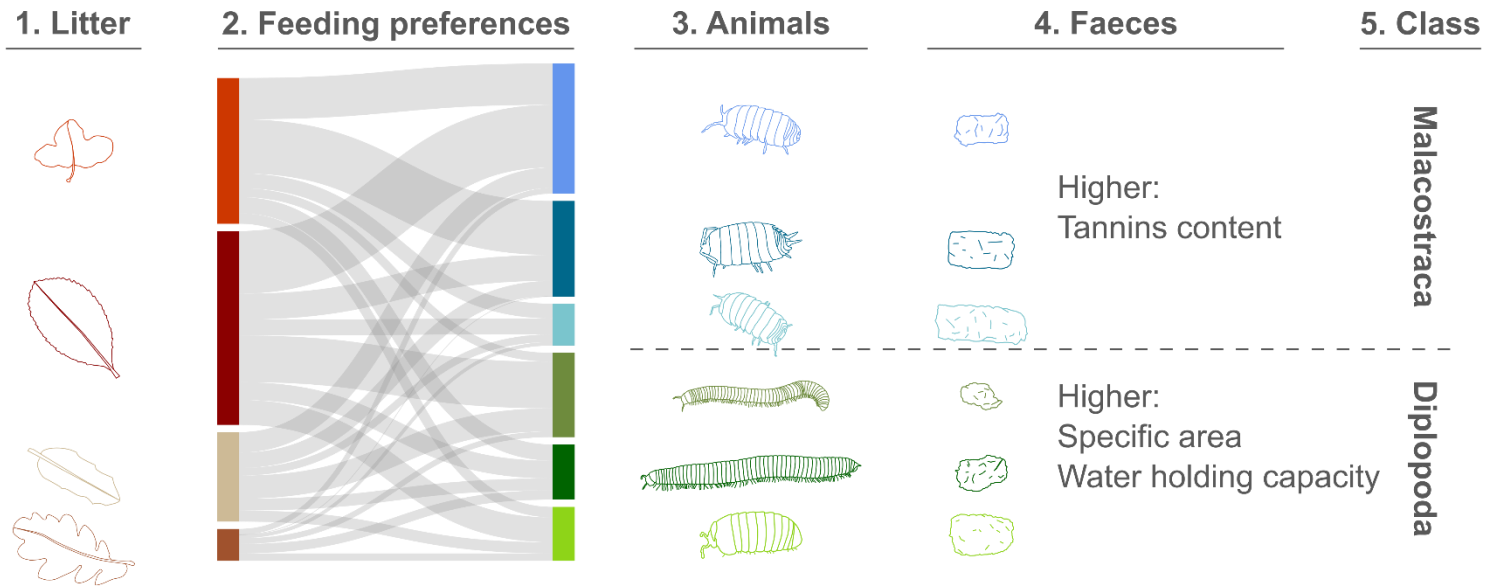 1. Litter
2. Feeding preferences
3. Animals
4. Faeces
5. Class
Higher:
Tannins content
Malacostraca
Higher:
Specific area
Water holding capacity
Diplopoda